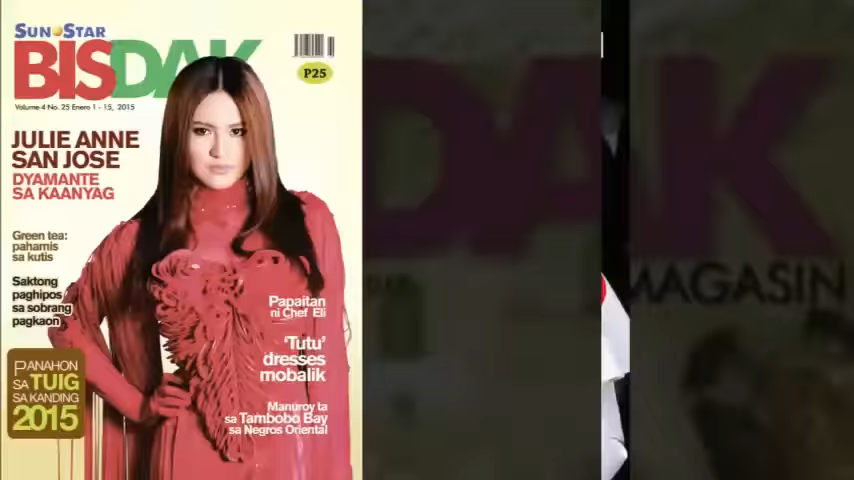 SUN STAR
BISDAK
P25
Volume 4 No. 25 Enero 1 - 15, 2015
JULIE ANNE
SAN JOSE
DYAMANTE
SA KAANYAG
Green tea:
pahamis
sa kutis
Saktong
paghipos
sa sobrang
pagkaon
PANAHON
SA TUIG
SA KANDING
2015
Papaitan
ni Chef Eli
'Tutu'
dresses
mobalik
Manuroy ta
sa Tambobo Bay
sa Negros Oriental
DAK
MAGASIN